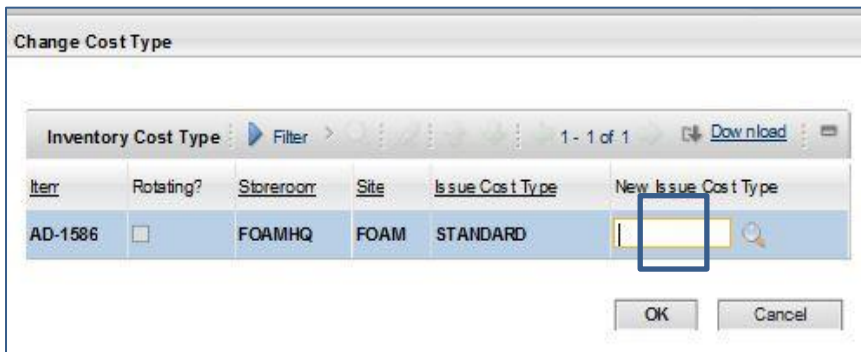 Change Cost Type
Inventory Cost Type Filter > 1 - 1 of 1 Download
Item Rotating? Storeroom Site Issue Cost Type New Issue Cost Type
AD-1586 FOAMHQ FOAM STANDARD
OK Cancel